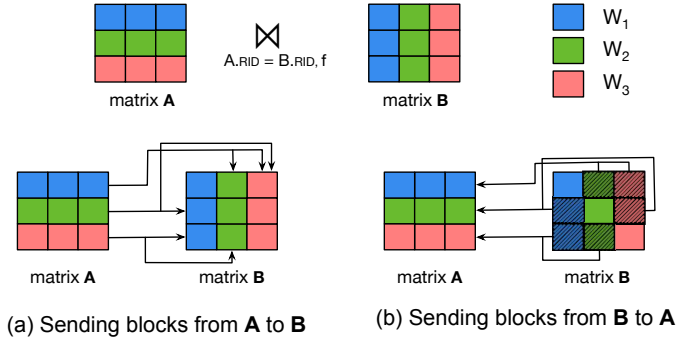 W1
W2
W3
⋈
A.RID = B.RID, f
matrix A
matrix B
matrix A
matrix B
matrix A
matrix B
(a) Sending blocks from A to B
(b) Sending blocks from B to A